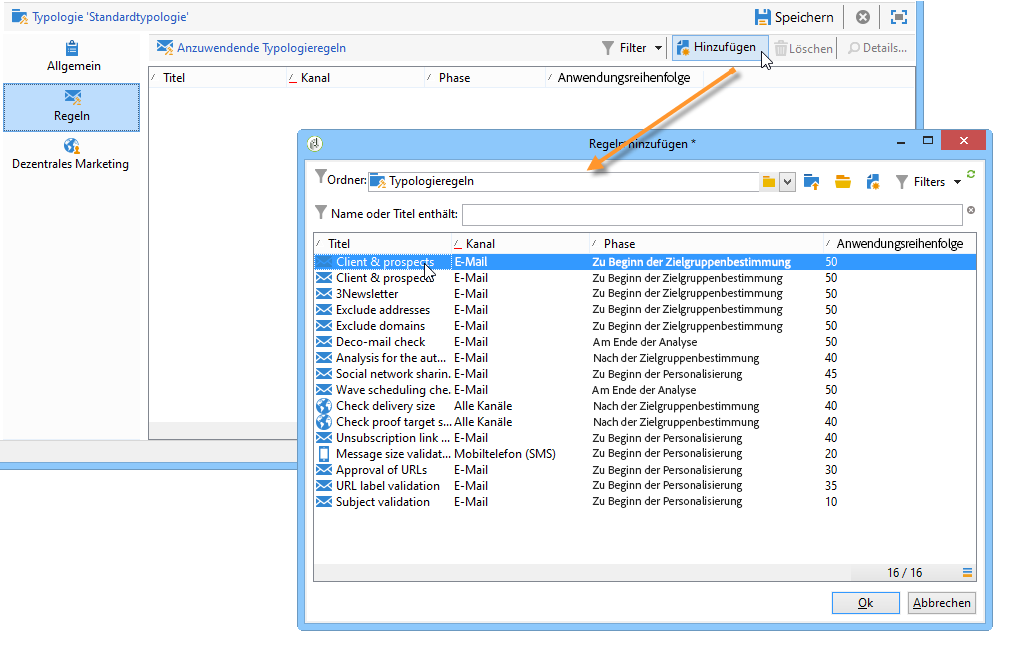 Typologie 'Standardtypologie'
Speichern
Allgemein
Regeln
Dezentrales Marketing
Anzuwendende Typologieregeln
Filter Hinzufügen Löschen Details...
Titel Kanal Phase Anwendungsreihenfolge
Regeln hinzufügen *
Ordner: Typologieregeln Filters
Name oder Titel enthält:
Titel Kanal Phase Anwendungsreihenfolge
Client & prospects E-Mail Zu Beginn der Zielgruppenbestimmung 50
Client & prospects E-Mail Zu Beginn der Zielgruppenbestimmung 50
3Newsletter E-Mail Zu Beginn der Zielgruppenbestimmung 50
Exclude addresses E-Mail Zu Beginn der Zielgruppenbestimmung 50
Exclude domains E-Mail Zu Beginn der Zielgruppenbestimmung 50
Deco-mail check E-Mail Am Ende der Analyse 50
Analysis for the aut... E-Mail Nach der Zielgruppenbestimmung 40
Social network sharin. E-Mail Zu Beginn der Personalisierung 45
Wave scheduling che. E-Mail Am Ende der Analyse 50
Check delivery size Alle Kanäle Nach der Zielgruppenbestimmung 40
Check proof target s... Alle Kanäle Nach der Zielgruppenbestimmung 40
Unsubscription link ... E-Mail Zu Beginn der Personalisierung 40
Message size validat... Mobiltelefon (SMS) Zu Beginn der Personalisierung 20
Approval of URLs E-Mail Zu Beginn der Personalisierung 30
URL label validation E-Mail Zu Beginn der Personalisierung 35
Subject validation E-Mail Zu Beginn der Personalisierung 10
16 / 16
Ok Abbrechen